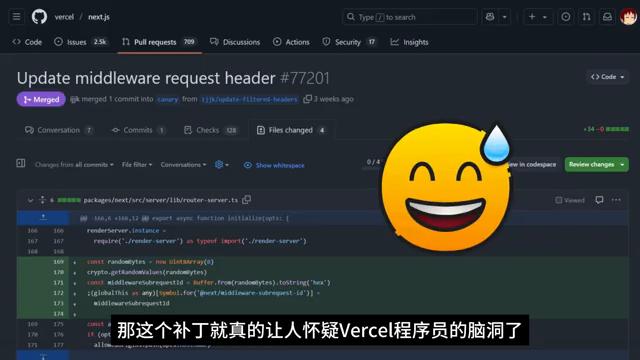 vercel / next.js
Type / to search
Code
Issues 2.5k
Pull requests 709
Discussions
Actions
Security 17
Insights
Update middleware request header #77201
Code
Merged
merged 1 commit into canary from ijjk/update-filtered-headers
3 weeks ago
Conversation 7
Commits 1
Checks 128
Files changed 4
+34 −0
Changes from all commits
File filter
Conversations
Show whitespace
0 / 4
view in codespace
Review changes
6 packages/next/src/server/lib/router-server.ts
Viewed
@@ -166,6 +166,12 @@ export async function initialize(opts: {
166 166 renderServer.instance =
167 167 require('./render-server') as typeof import('./render-server')
168 168
169 + const randomBytes = new Uint8Array(8)
170 + crypto.getRandomValues(randomBytes)
171 + const middlewareSubrequestId = Buffer.from(randomBytes).toString('hex')
172 + ;(globalThis as any)[Symbol.for('@next/middleware-subrequest-id')] =
173 + middlewareSubrequestId
174 +
169 175 const
170 if (opt
171
那这个补丁就真的让人怀疑Vercel程序员的脑洞了